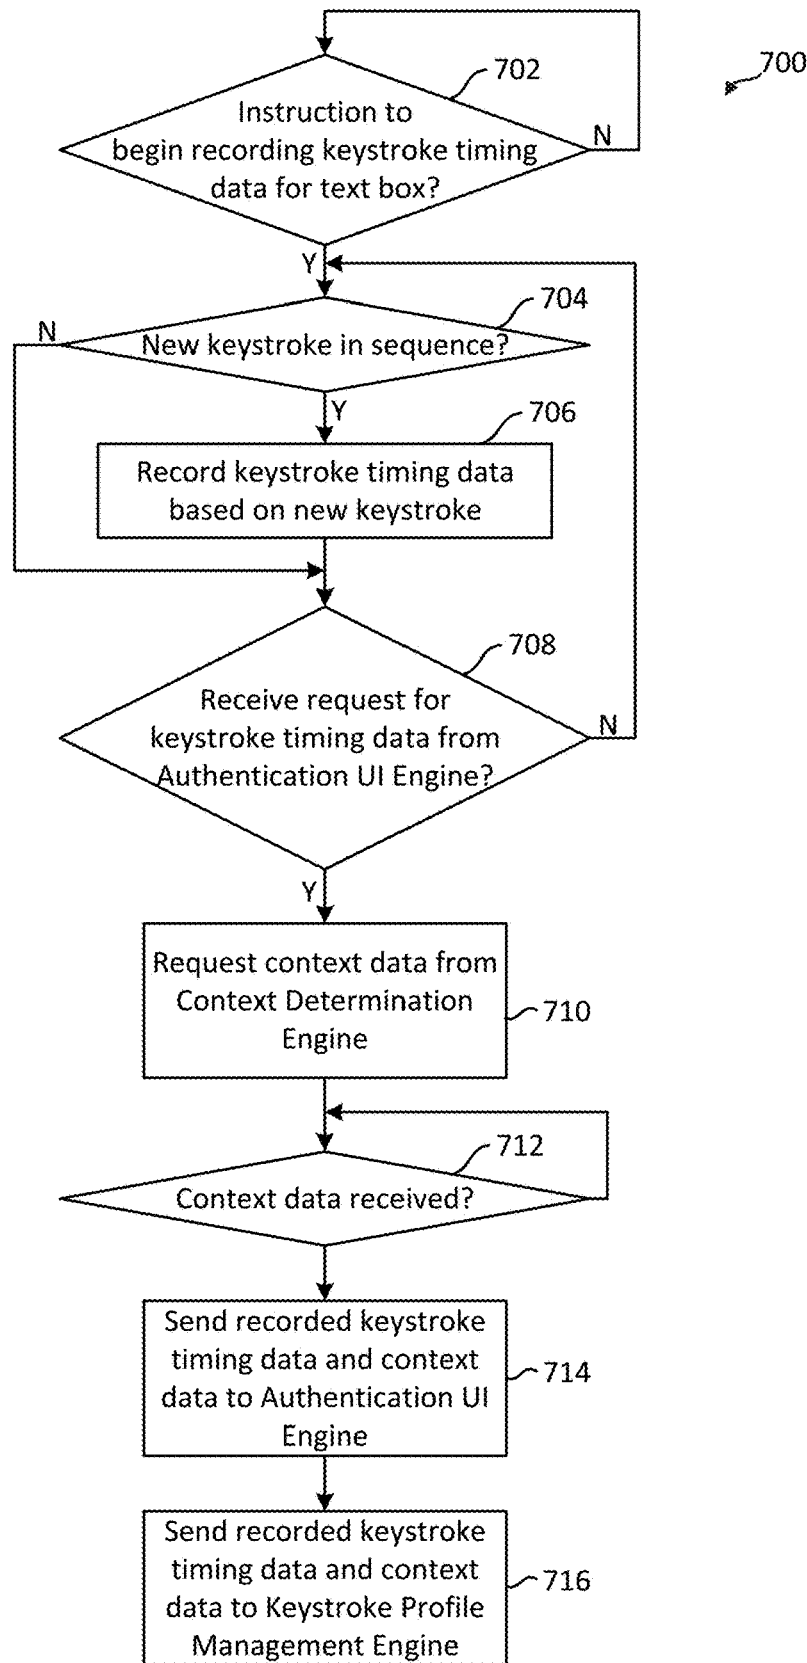 702
700
Instruction to
begin recording keystroke timing
data for text box?
N
Y
704
N
New keystroke in sequence?
Y
706
Record keystroke timing data
based on new keystroke
708
Receive request for
keystroke timing data from
Authentication UI Engine?
N
Y
Request context data from
Context Determination
Engine
710
712
Context data received?
Send recorded keystroke
timing data and context
data to Authentication UI
Engine
714
Send recorded keystroke
timing data and context
data to Keystroke Profile
Management Engine
716